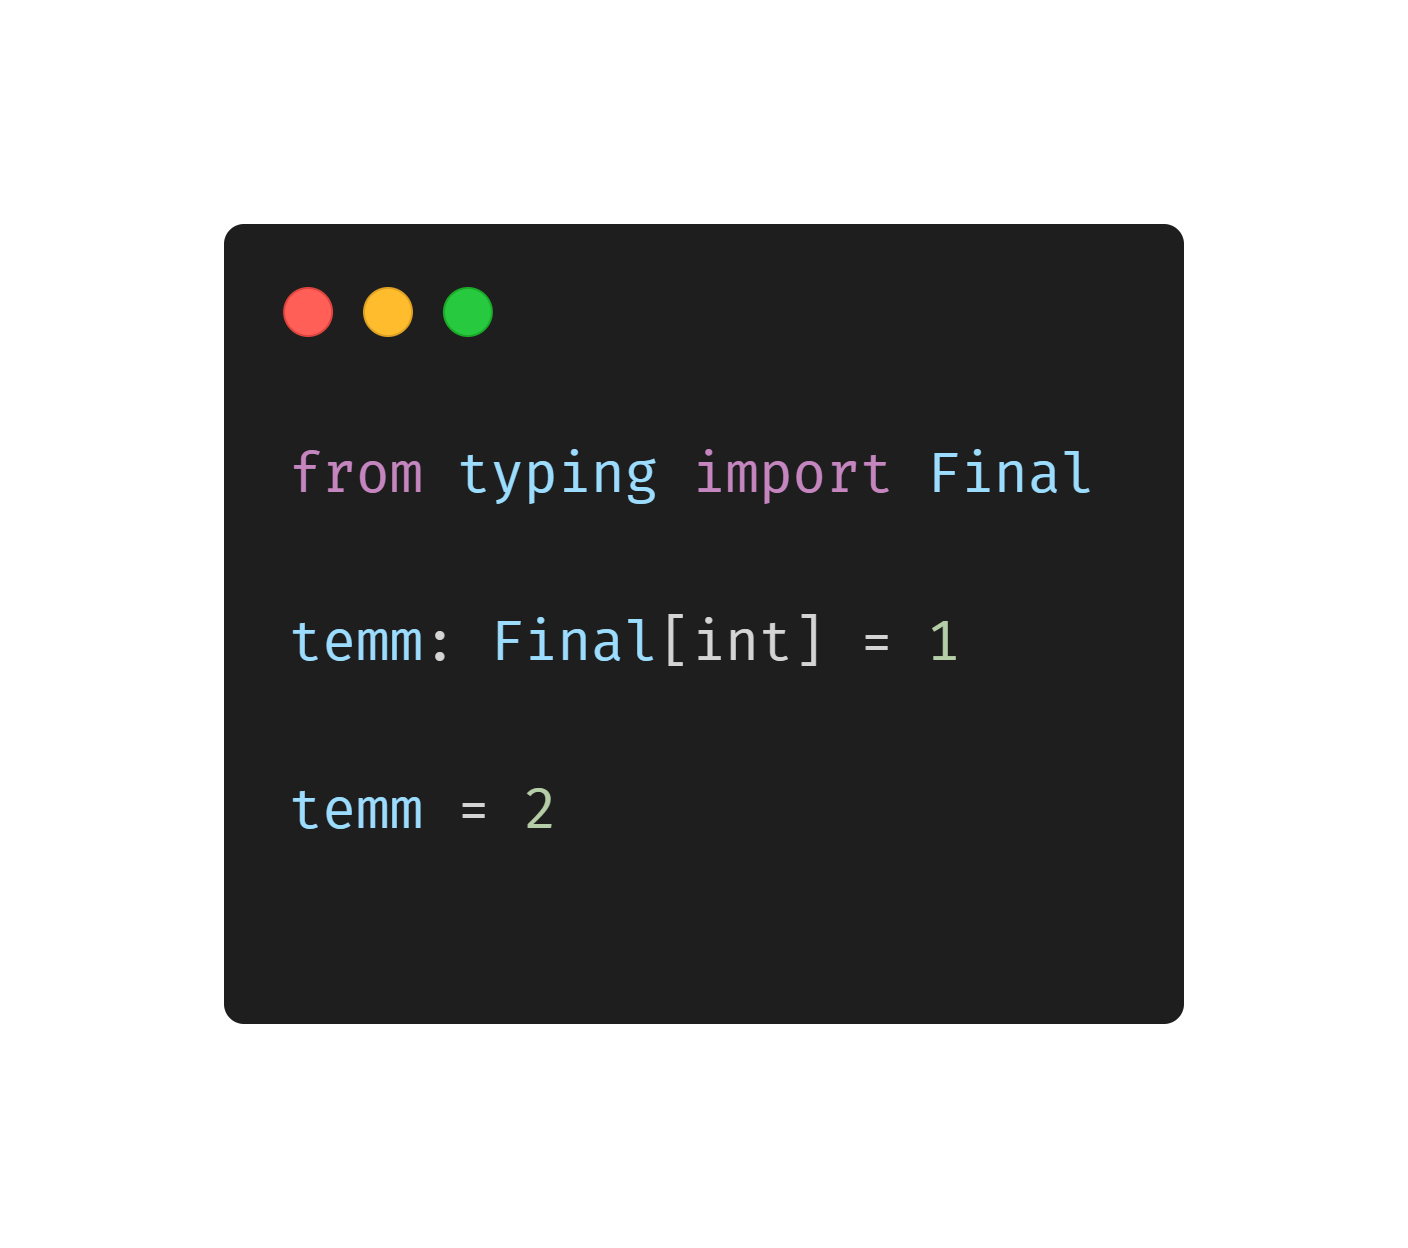 from typing import Final
temm: Final[int] = 1
temm = 2